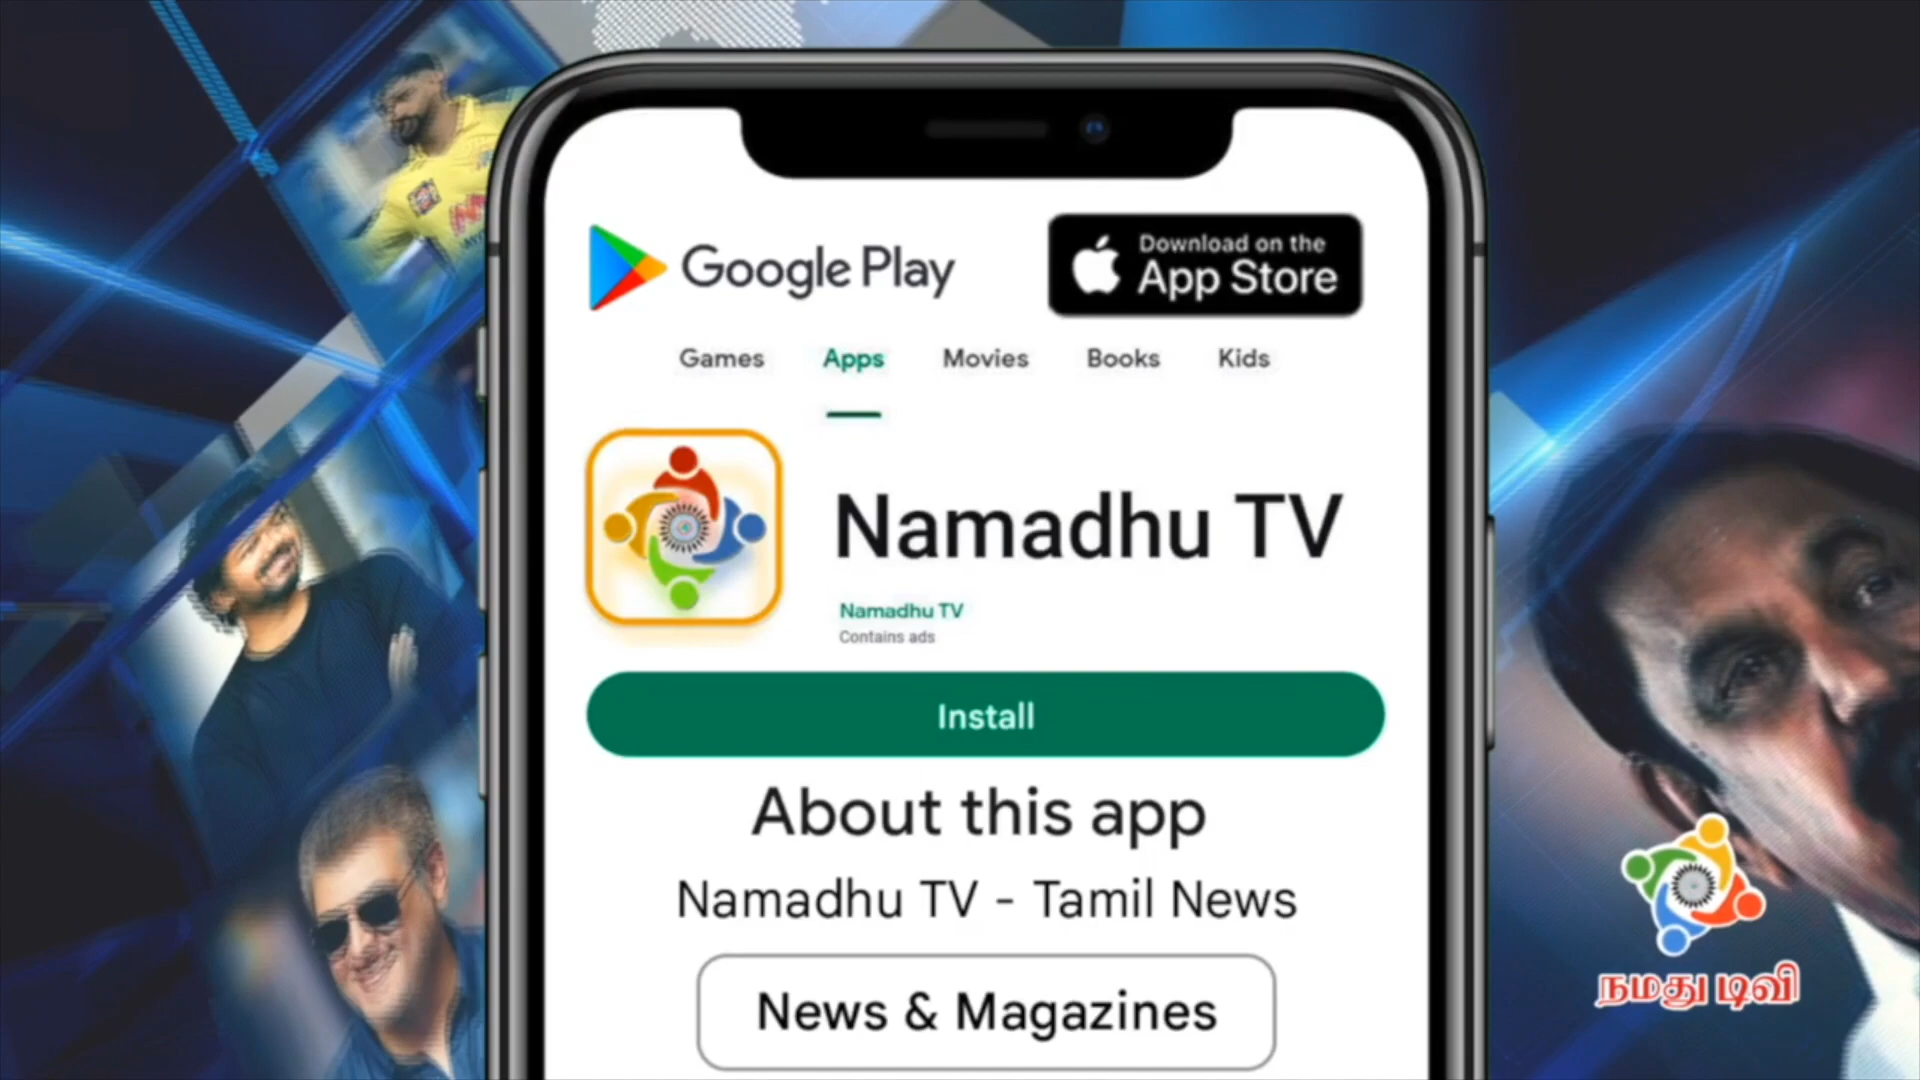 Google Play
Download on the
App Store
Games Apps Movies Books Kids
Namadhu TV
Namadhu TV
Contains ads
Install
About this app
Namadhu TV - Tamil News
News & Magazines
நமது டிவி